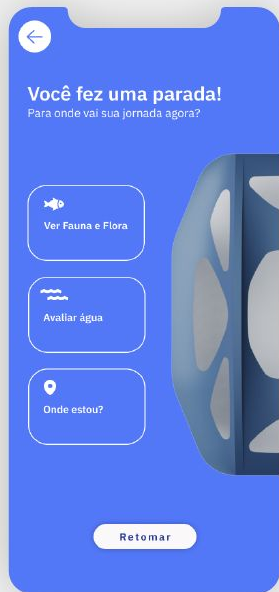 Você fez uma parada!
Para onde vai sua jornada agora?
Ver Fauna e Flora
Avaliar água
Onde estou?
Retomar